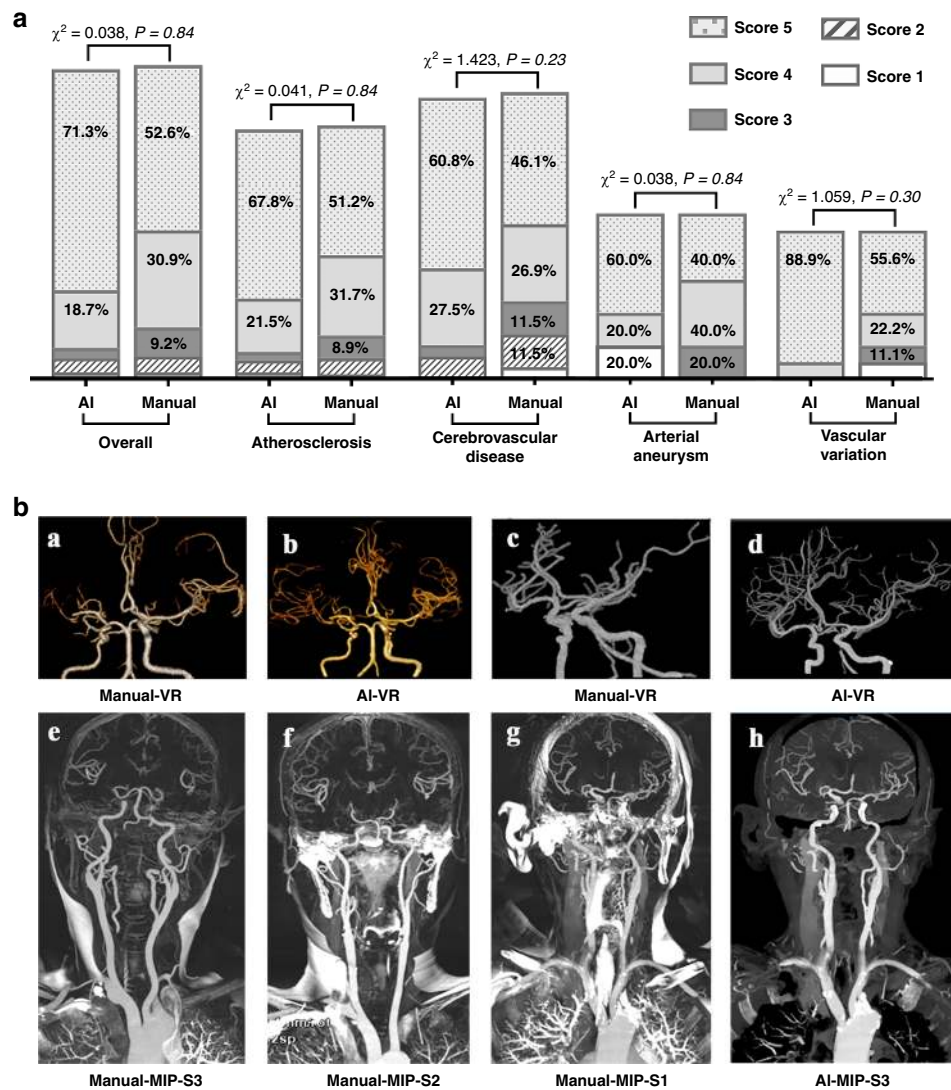 a
χ² = 0.038, P = 0.84
χ² = 0.041, P = 0.84
χ² = 1.423, P = 0.23
χ² = 0.038, P = 0.84
χ² = 1.059, P = 0.30
Score 5
Score 2
Score 4
Score 1
Score 3
71.3%
52.6%
18.7%
30.9%
9.2%
67.8%
51.2%
21.5%
31.7%
8.9%
60.8%
46.1%
27.5%
26.9%
11.5%
11.5%
60.0%
40.0%
20.0%
40.0%
20.0%
20.0%
88.9%
55.6%
22.2%
11.1%
AI Manual AI Manual AI Manual AI Manual AI Manual
Overall
Atherosclerosis
Cerebrovascular
disease
Arterial
aneurysm
Vascular
variation
b
a
b
c
d
Manual-VR
AI-VR
Manual-VR
AI-VR
e
f
g
h
Manual-MIP-S3
Manual-MIP-S2
Manual-MIP-S1
AI-MIP-S3